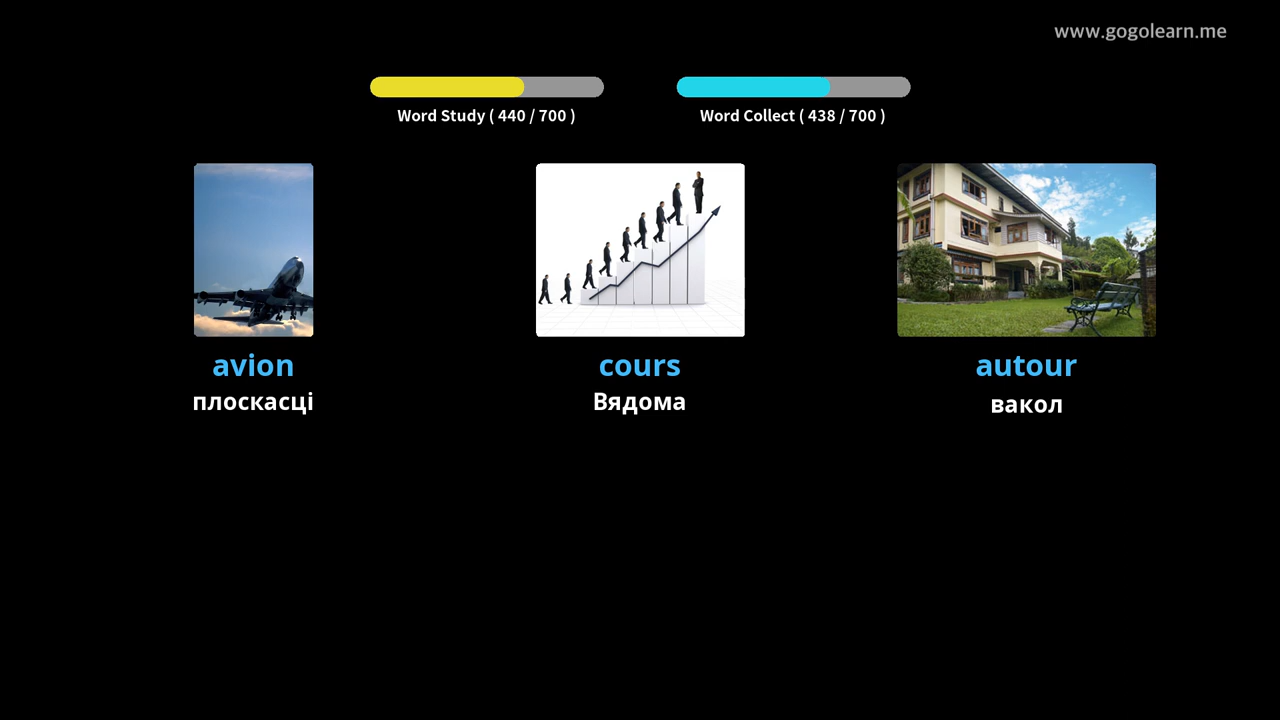 www.gogolearn.me
Word Study ( 440 / 700 )
Word Collect ( 438 / 700 )
avion
плоскасці
cours
Вядома
autour
вакол